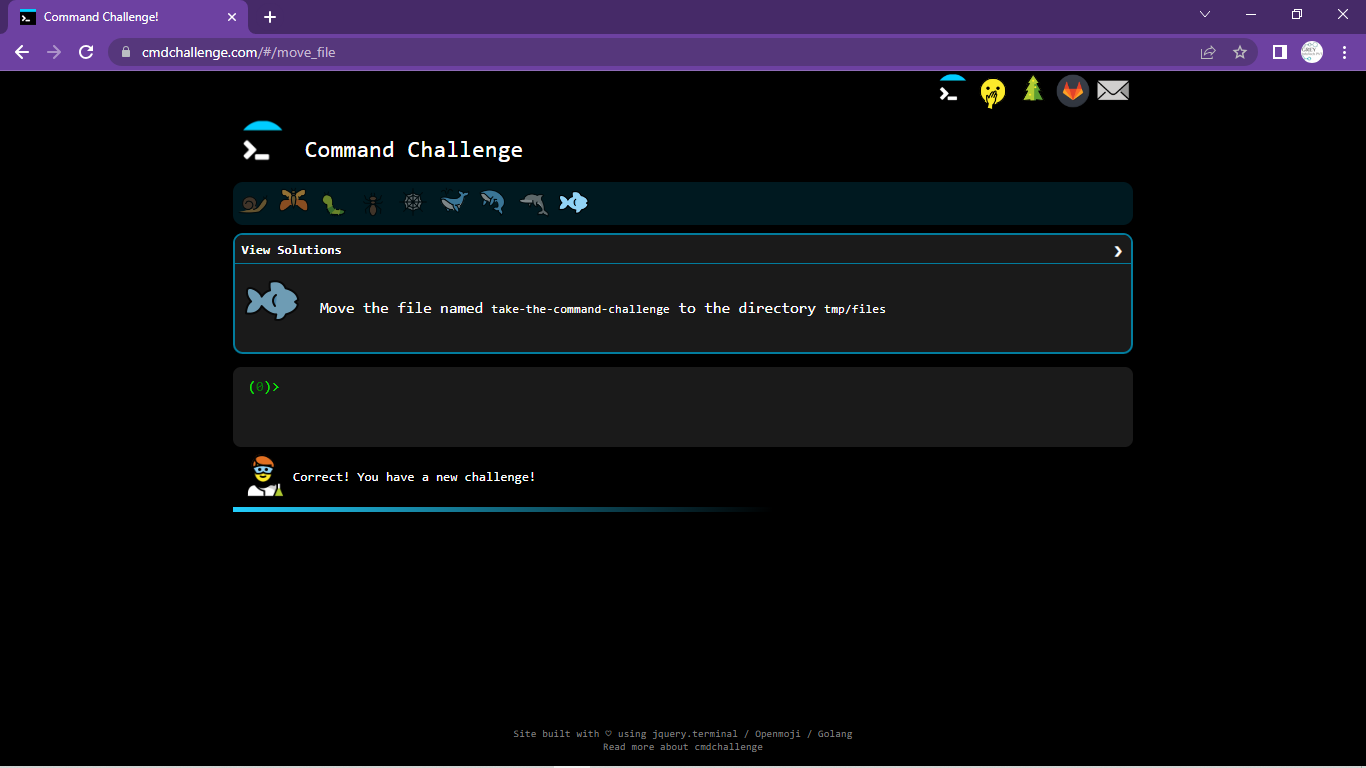 Command Challenge!
cmdchallenge.com/#/move_file
Command Challenge
View Solutions
Move the file named take-the-command-challenge to the directory tmp/files
(0)>
Correct! You have a new challenge!
Site built with ♡ using jquery.terminal / Openmoji / Golang
Read more about cmdchallenge